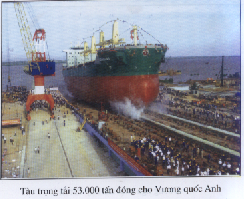 Tàu trọng tải 53.000 tấn đóng cho Vương quốc Anh